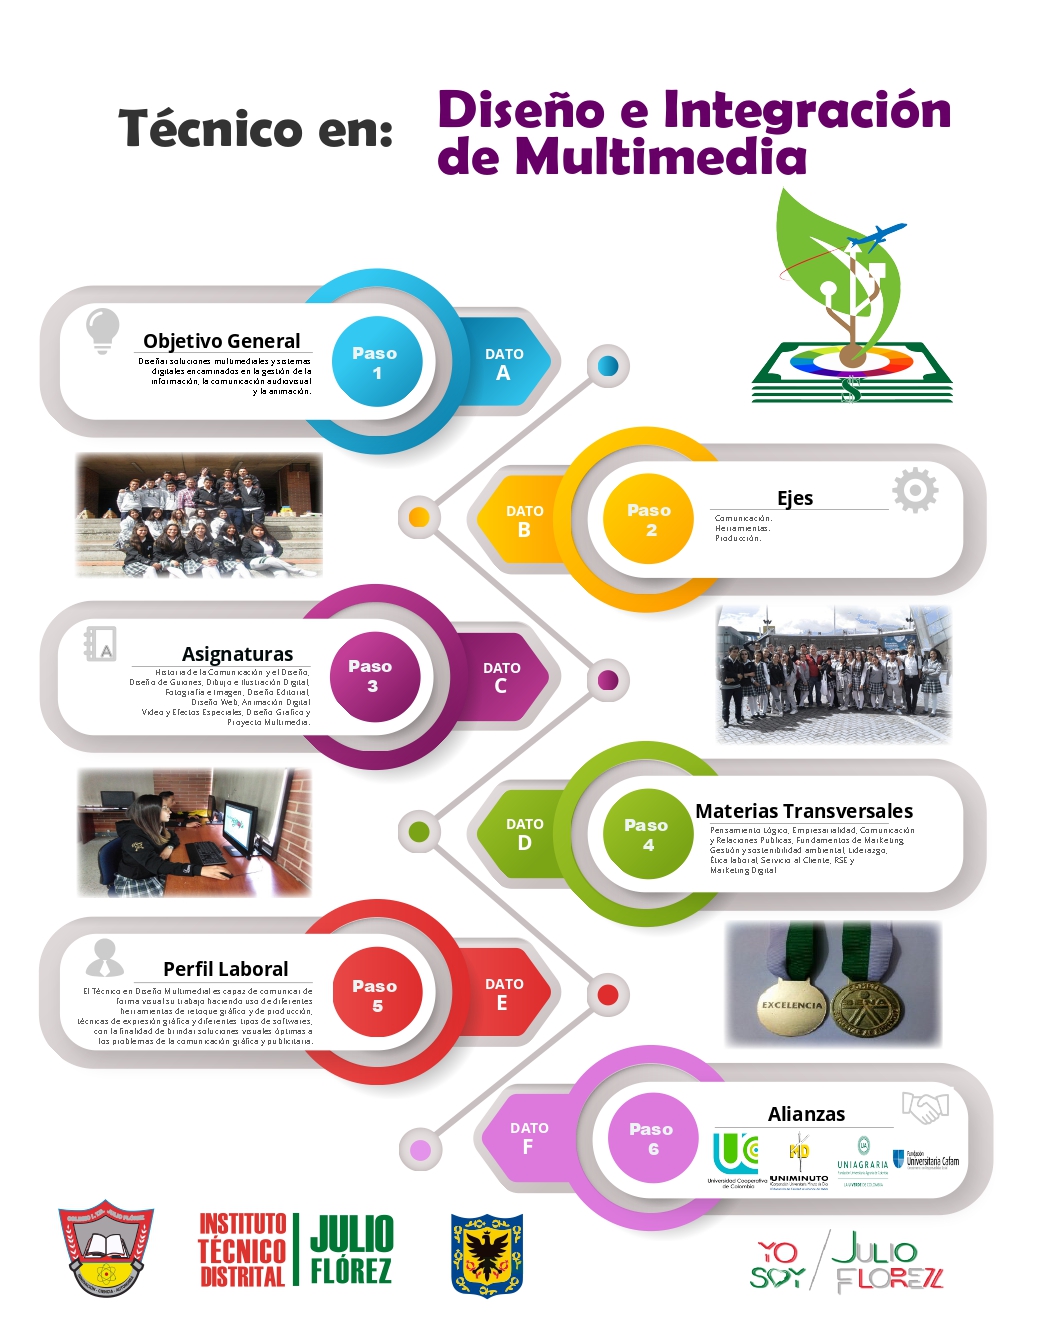 Técnico en:
Diseño e Integración
de Multimedia
Objetivo General
Diseñar soluciones multimediales y sistemas
digitales encaminados en la gestión de la
información, la comunicación audiovisual
y la animación.
Paso
1
DATO
A
DATO
B
Paso
2
Ejes
Comunicación.
Herramientas.
Producción.
Asignaturas
Historia de la Comunicación y el Diseño,
Diseño de Guiones, Dibujo e Ilustración Digital,
Fotografía e Imagen, Diseño Editorial,
Diseño Web, Animación Digital
Video y Efectos Especiales, Diseño Grafico y
Proyecto Multimedia.
Paso
3
DATO
C
DATO
D
Paso
4
Materias Transversales
Pensamiento Lógico, Empresarialidad, Comunicación
y Relaciones Publicas, Fundamentos de Marketing,
Gestión y sostenibilidad ambiental, Liderazgo,
Ética laboral, Servicio al Cliente, RSE y
Marketing Digital
Perfil Laboral
El Técnico en Diseño Multimedial es capaz de comunicar de
forma visual su trabajo haciendo uso de diferentes
herramientas de retoque gráfico y de producción,
técnicas de expresión gráfica y diferentes tipos de softwares,
con la finalidad de brindar soluciones visuales óptimas a
los problemas de la comunicación gráfica y publicitaria.
Paso
5
DATO
E
EXCELENCIA
SENA
DATO
F
Paso
6
Alianzas
UC
Universidad Cooperativa
de Colombia
MD
UNIMINUTO
UA
UNIAGRARIA
Fundación
Universitaria Cafam
INSTITUTO
TÉCNICO
DISTRITAL
JULIO
FLÓREZ
YO
SOY
JULIO
FLOREZ